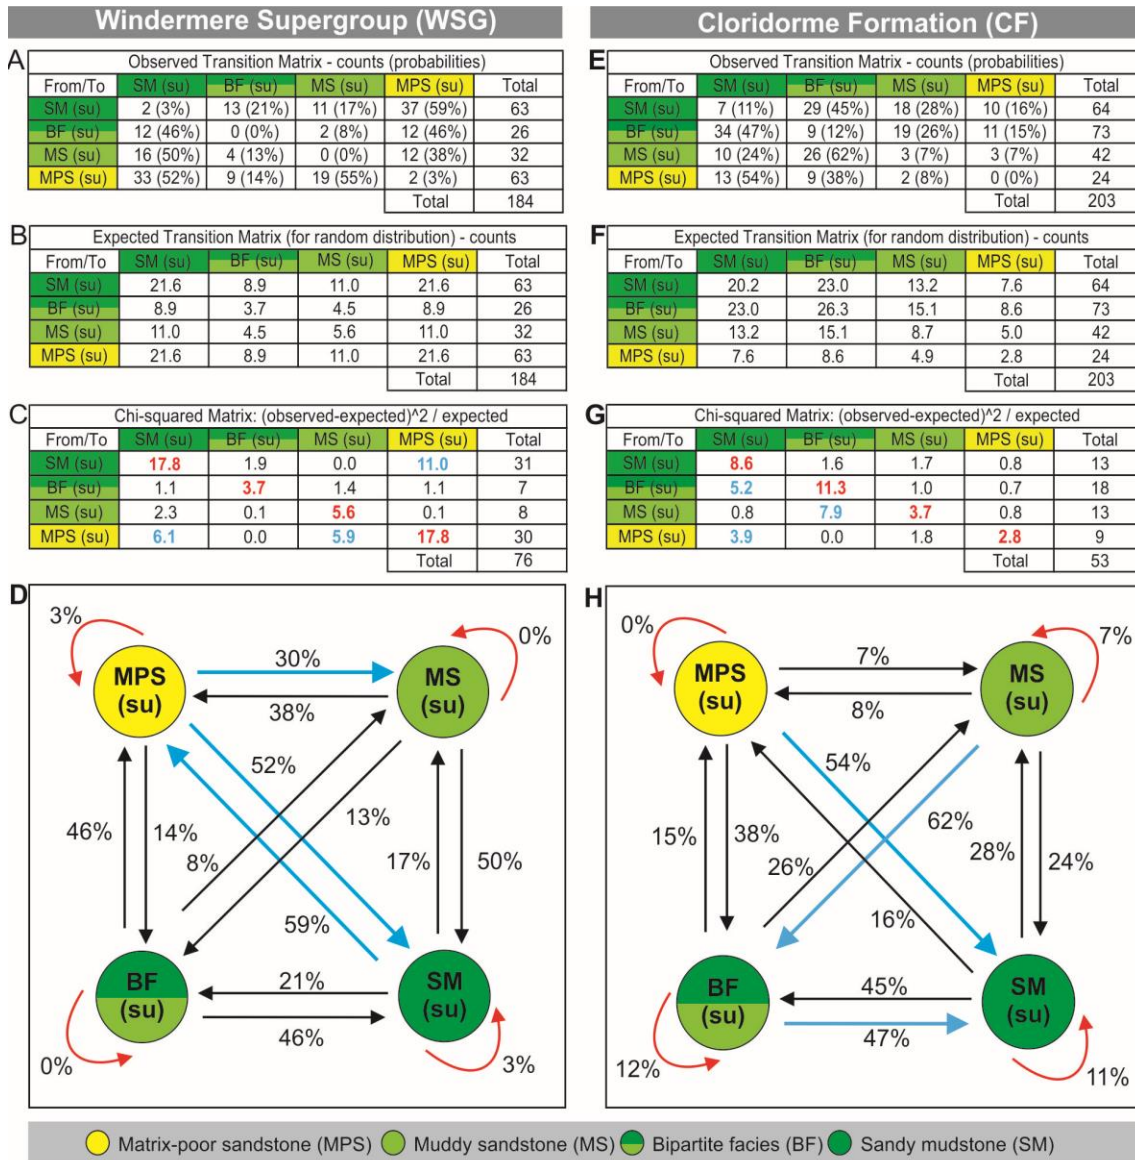 Windermere Supergroup (WSG)
A
Observed Transition Matrix - counts (probabilities)
From/To SM (su) BF (su) MS (su) MPS (su) Total
SM (su) 2 (3%) 13 (21%) 11 (17%) 37 (59%) 63
BF (su) 12 (46%) 0 (0%) 2 (8%) 12 (46%) 26
MS (su) 16 (50%) 4 (13%) 0 (0%) 12 (38%) 32
MPS (su) 33 (52%) 9 (14%) 19 (55%) 2 (3%) 63
Total 184
B
Expected Transition Matrix (for random distribution) - counts
From/To SM (su) BF (su) MS (su) MPS (su) Total
SM (su) 21.6 8.9 11.0 21.6 63
BF (su) 8.9 3.7 4.5 8.9 26
MS (su) 11.0 4.5 5.6 11.0 32
MPS (su) 21.6 8.9 11.0 21.6 63
Total 184
C
Chi-squared Matrix: (observed-expected)^2 / expected
From/To SM (su) BF (su) MS (su) MPS (su) Total
SM (su) 17.8 1.9 0.0 11.0 31
BF (su) 1.1 3.7 1.4 1.1 7
MS (su) 2.3 0.1 5.6 0.1 8
MPS (su) 6.1 0.0 5.9 17.8 30
Total 76
D
3%
0%
MPS (su)
30%
MS (su)
38%
52%
46%
14%
13%
8%
17%
50%
59%
BF (su)
21%
SM (su)
46%
0%
3%
Cloridorme Formation (CF)
E
Observed Transition Matrix - counts (probabilities)
From/To SM (su) BF (su) MS (su) MPS (su) Total
SM (su) 7 (11%) 29 (45%) 18 (28%) 10 (16%) 64
BF (su) 34 (47%) 9 (12%) 19 (26%) 11 (15%) 73
MS (su) 10 (24%) 26 (62%) 3 (7%) 3 (7%) 42
MPS (su) 13 (54%) 9 (38%) 2 (8%) 0 (0%) 24
Total 203
F
Expected Transition Matrix (for random distribution) - counts
From/To SM (su) BF (su) MS (su) MPS (su) Total
SM (su) 20.2 23.0 13.2 7.6 64
BF (su) 23.0 26.3 15.1 8.6 73
MS (su) 13.2 15.1 8.7 5.0 42
MPS (su) 7.6 8.6 4.9 2.8 24
Total 203
G
Chi-squared Matrix: (observed-expected)^2 / expected
From/To SM (su) BF (su) MS (su) MPS (su) Total
SM (su) 8.6 1.6 1.7 0.8 13
BF (su) 5.2 11.3 1.0 0.7 18
MS (su) 0.8 7.9 3.7 0.8 13
MPS (su) 3.9 0.0 1.8 2.8 9
Total 53
H
0%
7%
MPS (su)
7%
MS (su)
8%
54%
15%
38%
62%
26%
28%
24%
16%
BF (su)
45%
SM (su)
47%
12%
11%
Matrix-poor sandstone (MPS) Muddy sandstone (MS) Bipartite facies (BF) Sandy mudstone (SM)